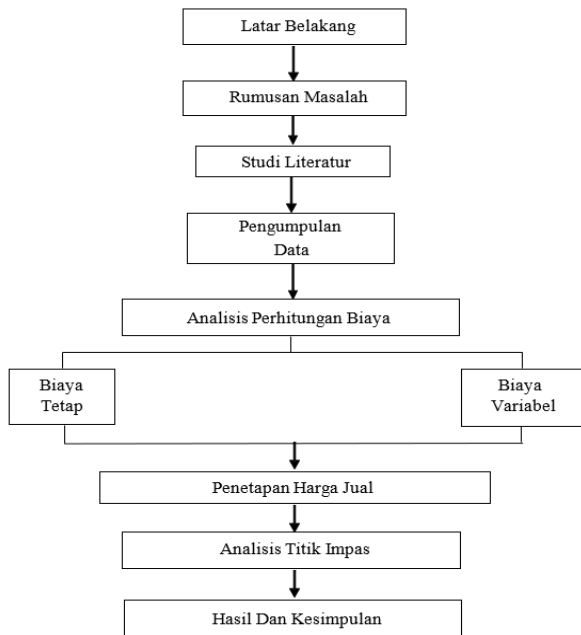 Latar Belakang
Rumusan Masalah
Studi Literatur
Pengumpulan
Data
Analisis Perhitungan Biaya
Biaya
Tetap
Biaya
Variabel
Penetapan Harga Jual
Analisis Titik Impas
Hasil Dan Kesimpulan